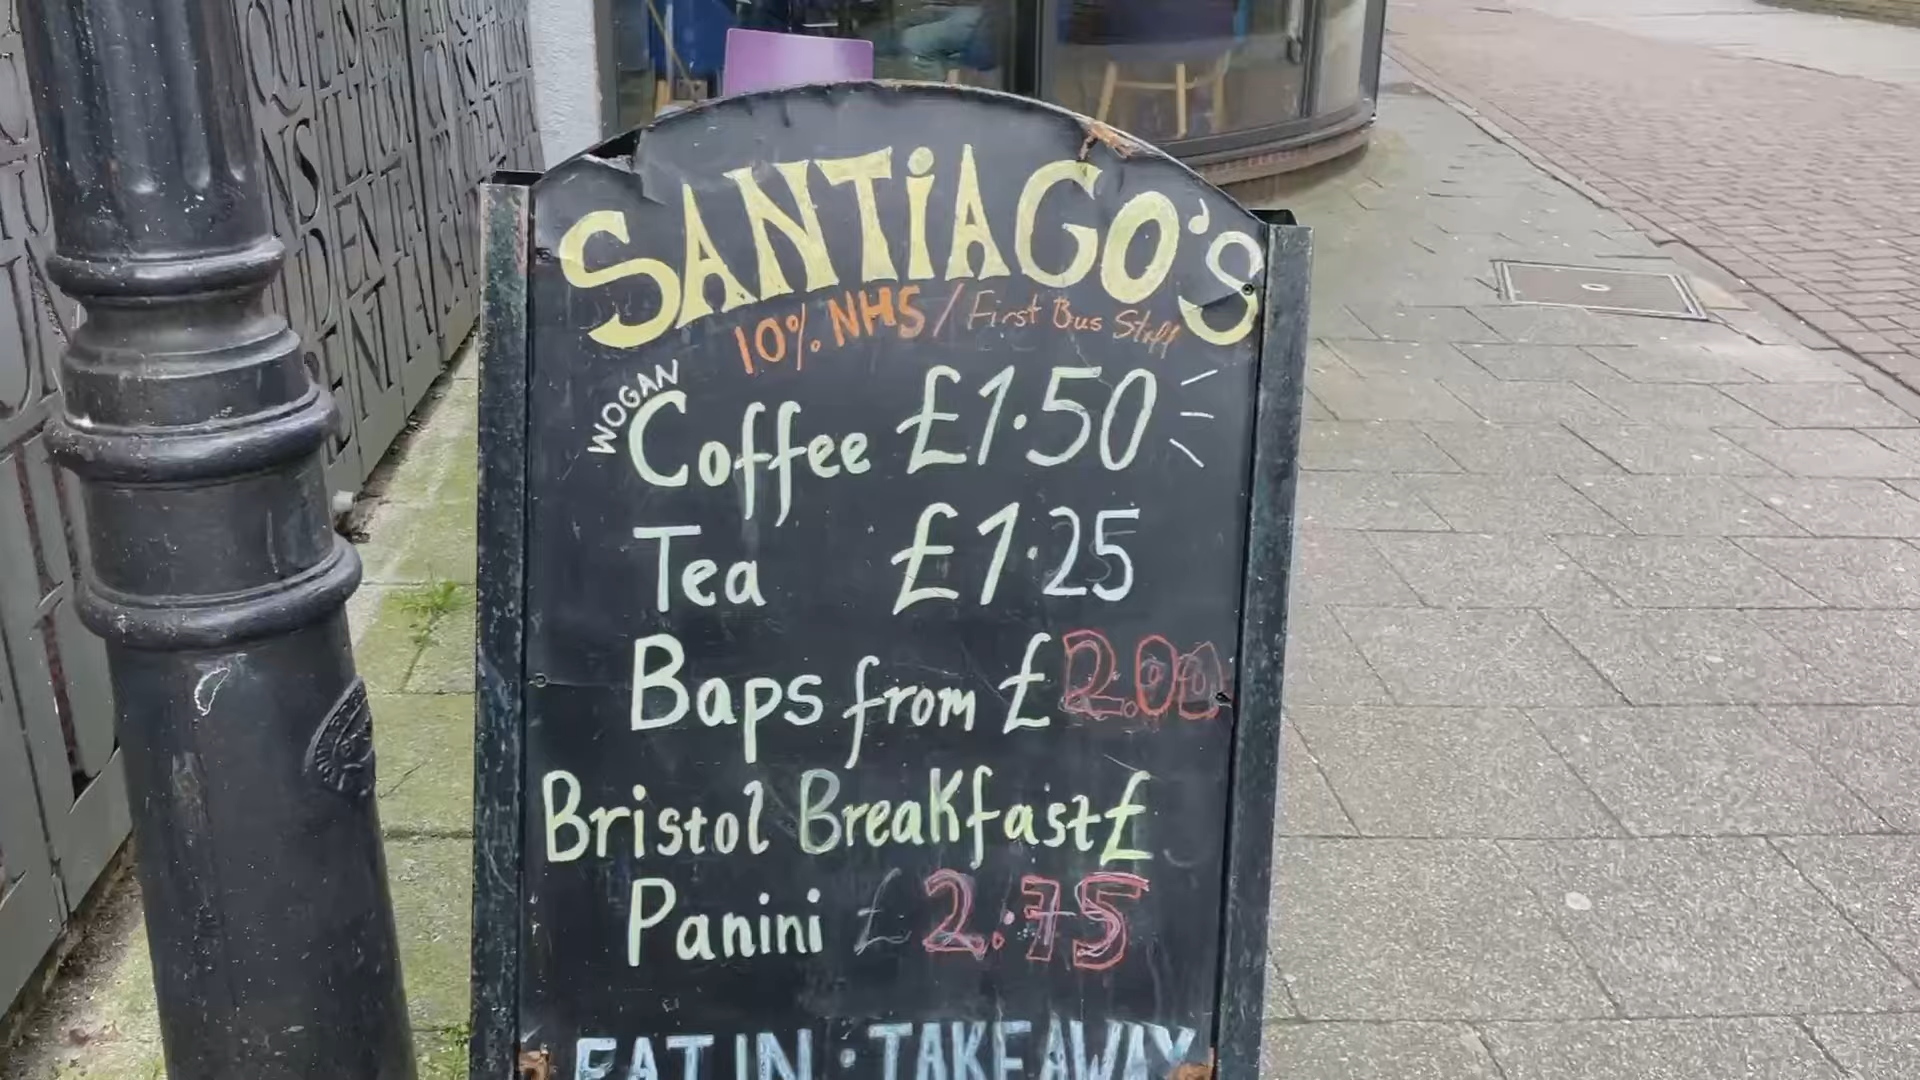 SANTiAGO'S
10% NHS / First Bus Staff
WOGAN
Coffee £1·50
Tea £1·25
Baps from £2.00
Bristol Breakfast £
Panini £2.75
EAT IN · TAKEAWAY